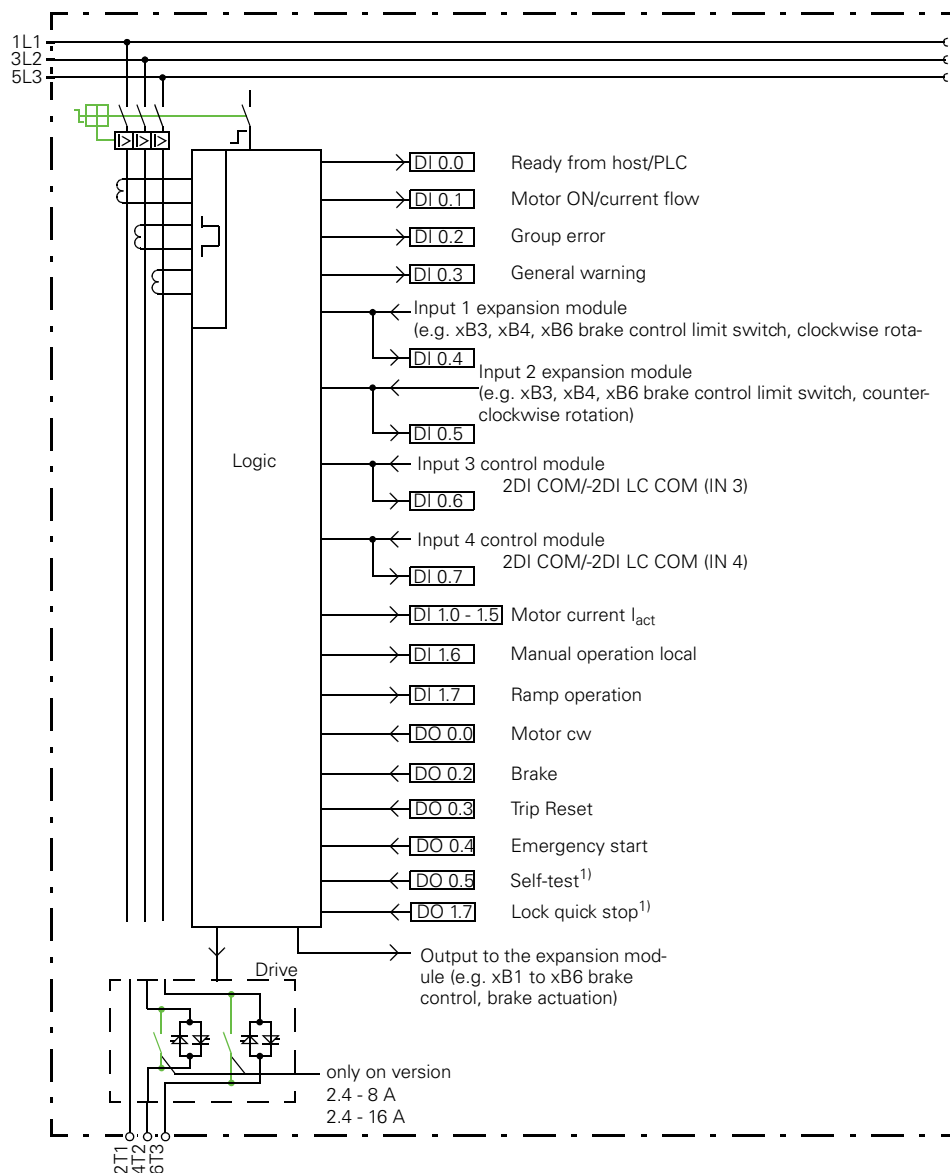 1L1
3L2
5L3
I> I> I>
DI 0.0 Ready from host/PLC
DI 0.1 Motor ON/current flow
DI 0.2 Group error
DI 0.3 General warning
Input 1 expansion module
(e.g. xB3, xB4, xB6 brake control limit switch, clockwise rota-
DI 0.4
Input 2 expansion module
(e.g. xB3, xB4, xB6 brake control limit switch, counter-
clockwise rotation)
DI 0.5
Logic
Input 3 control module
2DI COM/-2DI LC COM (IN 3)
DI 0.6
Input 4 control module
2DI COM/-2DI LC COM (IN 4)
DI 0.7
DI 1.0 - 1.5 Motor current Iact
DI 1.6 Manual operation local
DI 1.7 Ramp operation
DO 0.0 Motor cw
DO 0.2 Brake
DO 0.3 Trip Reset
DO 0.4 Emergency start
DO 0.5 Self-test1)
DO 1.7 Lock quick stop1)
Output to the expansion mod-
ule (e.g. xB1 to xB6 brake
control, brake actuation)
Drive
only on version
2.4 - 8 A
2.4 - 16 A
2T1
4T2
6T3